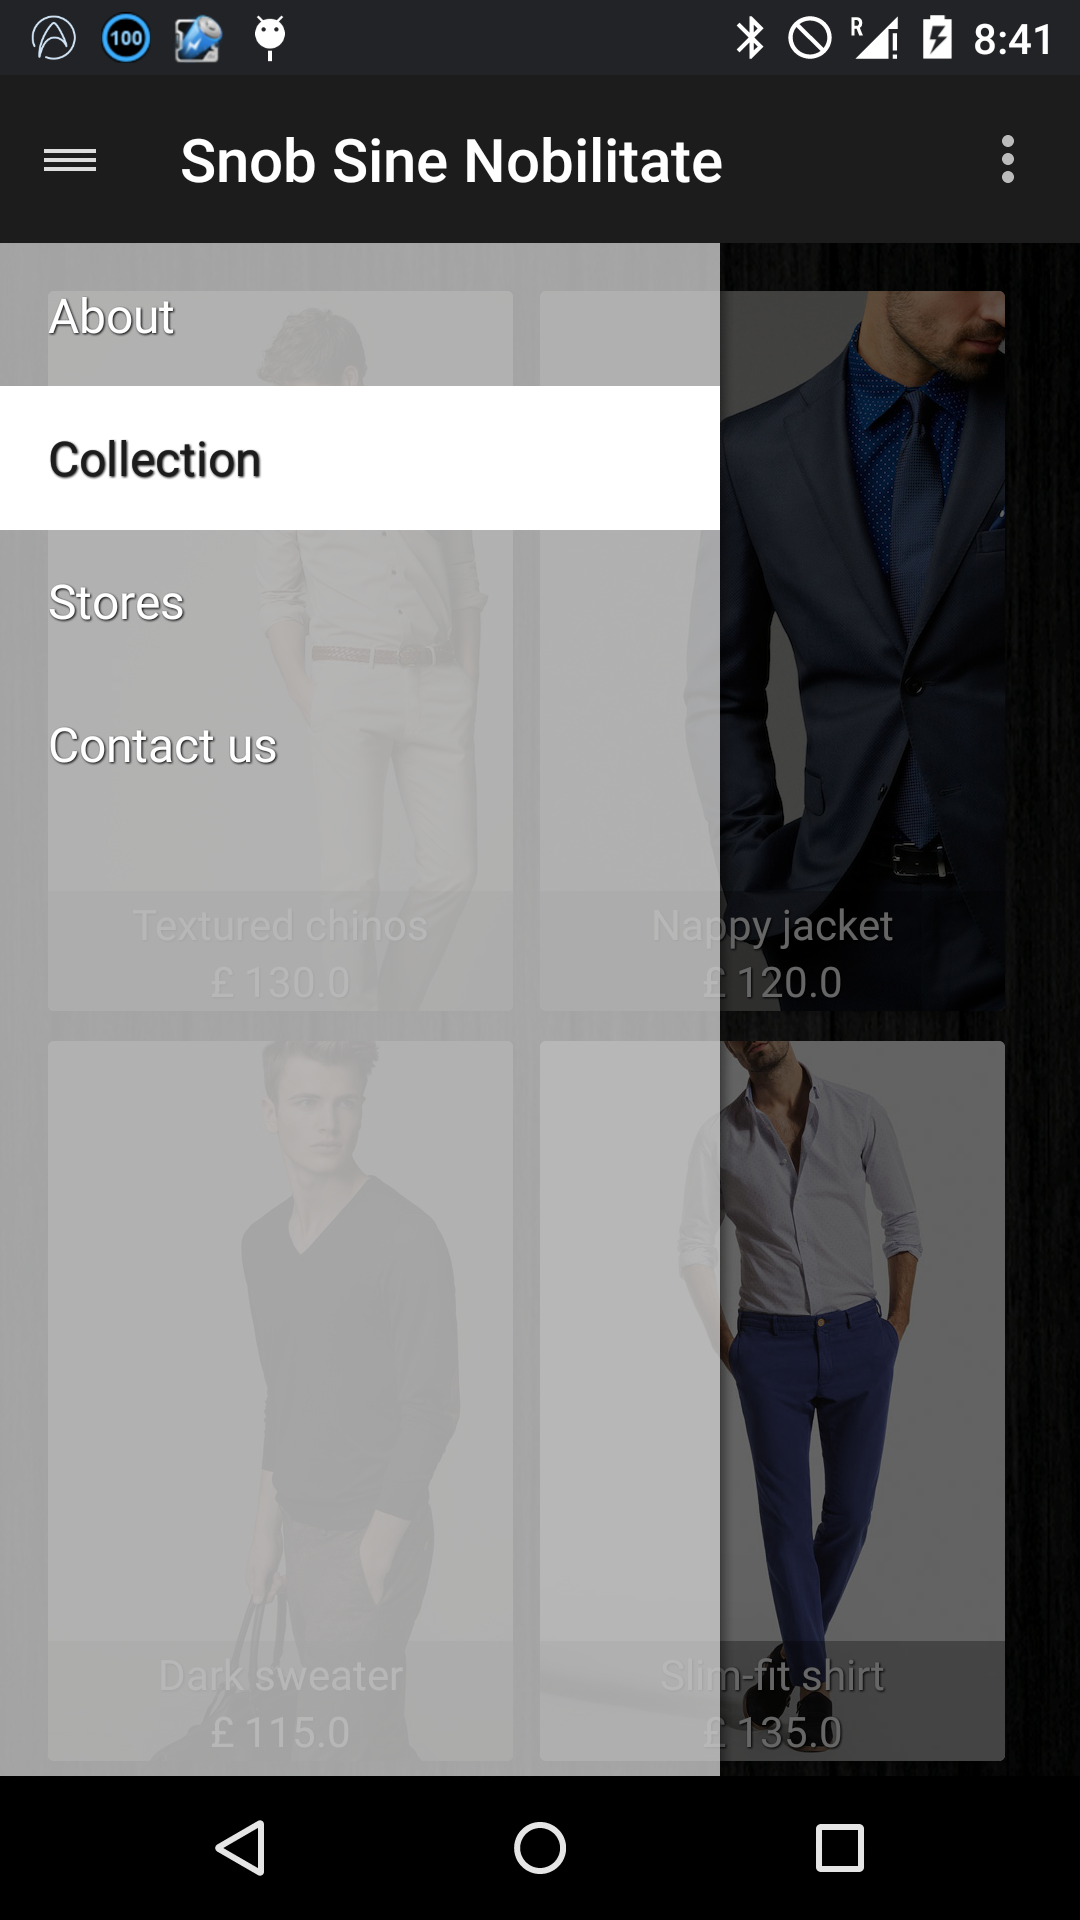 100
R
8:41
Snob Sine Nobilitate
About
Collection
Stores
Contact us
Textured chinos
£ 130.0
Nappy jacket
£ 120.0
Dark sweater
£ 115.0
Slim-fit shirt
£ 135.0